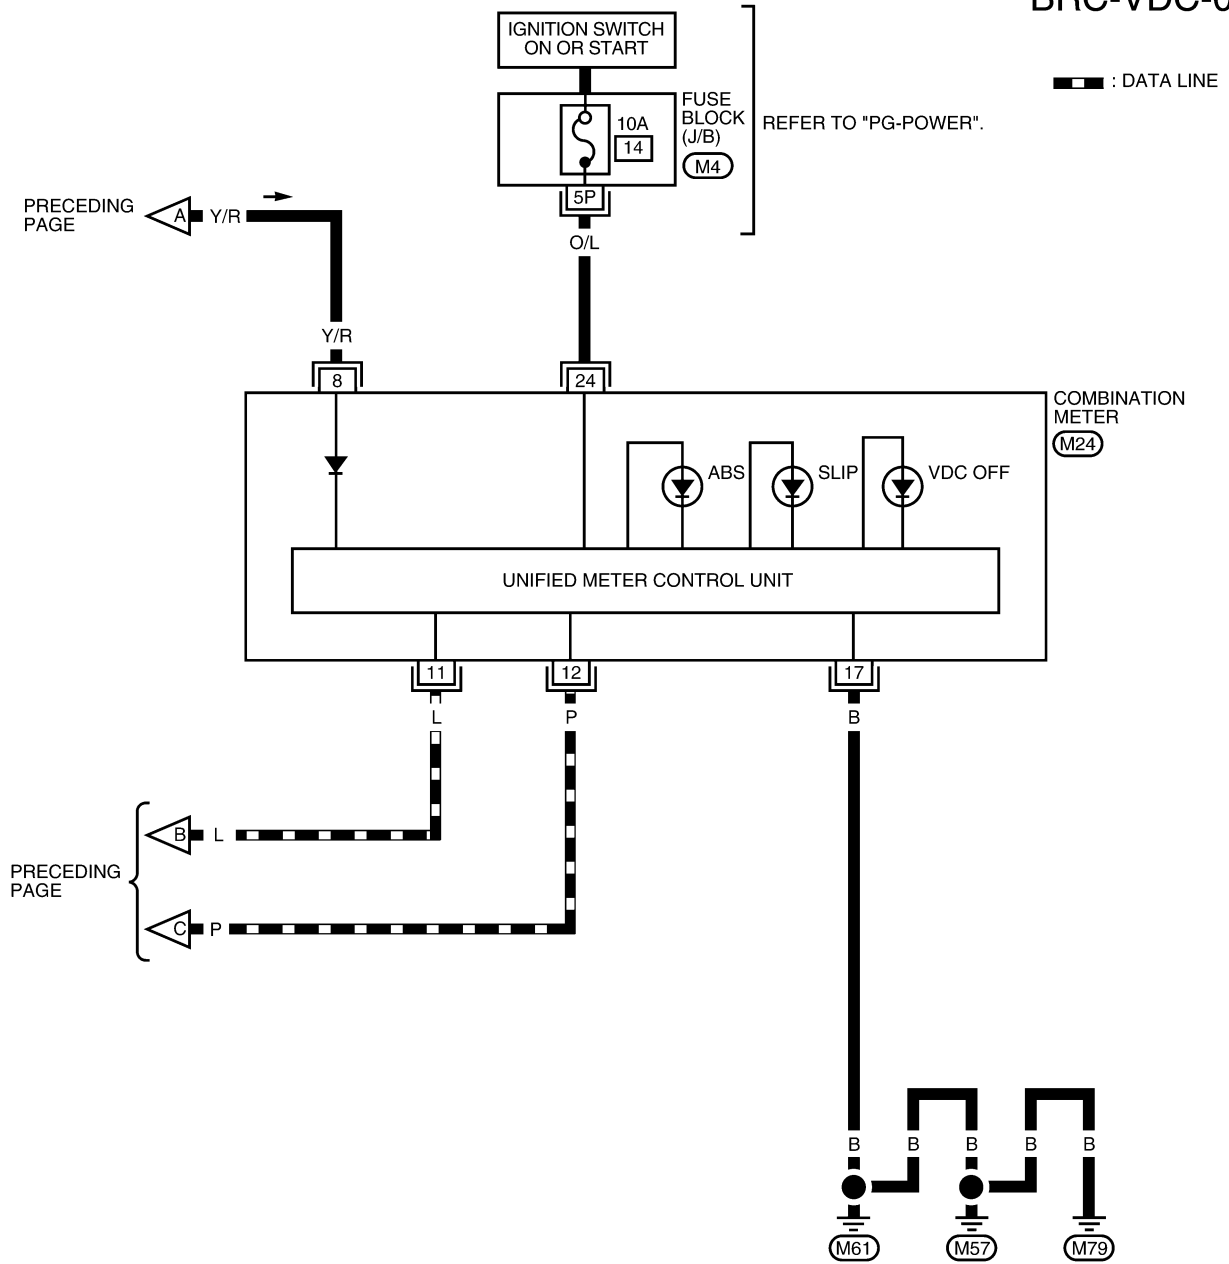 BRC-VDC-0
IGNITION SWITCH
ON OR START
: DATA LINE
FUSE
BLOCK
(J/B)
M4
10A
14
REFER TO "PG-POWER".
5P
O/L
PRECEDING
PAGE
A
Y/R
Y/R
8
24
COMBINATION
METER
M24
ABS
SLIP
VDC OFF
UNIFIED METER CONTROL UNIT
11
12
17
L
P
B
PRECEDING
PAGE
B
L
C
P
B
B
B
B
B
M61
M57
M79